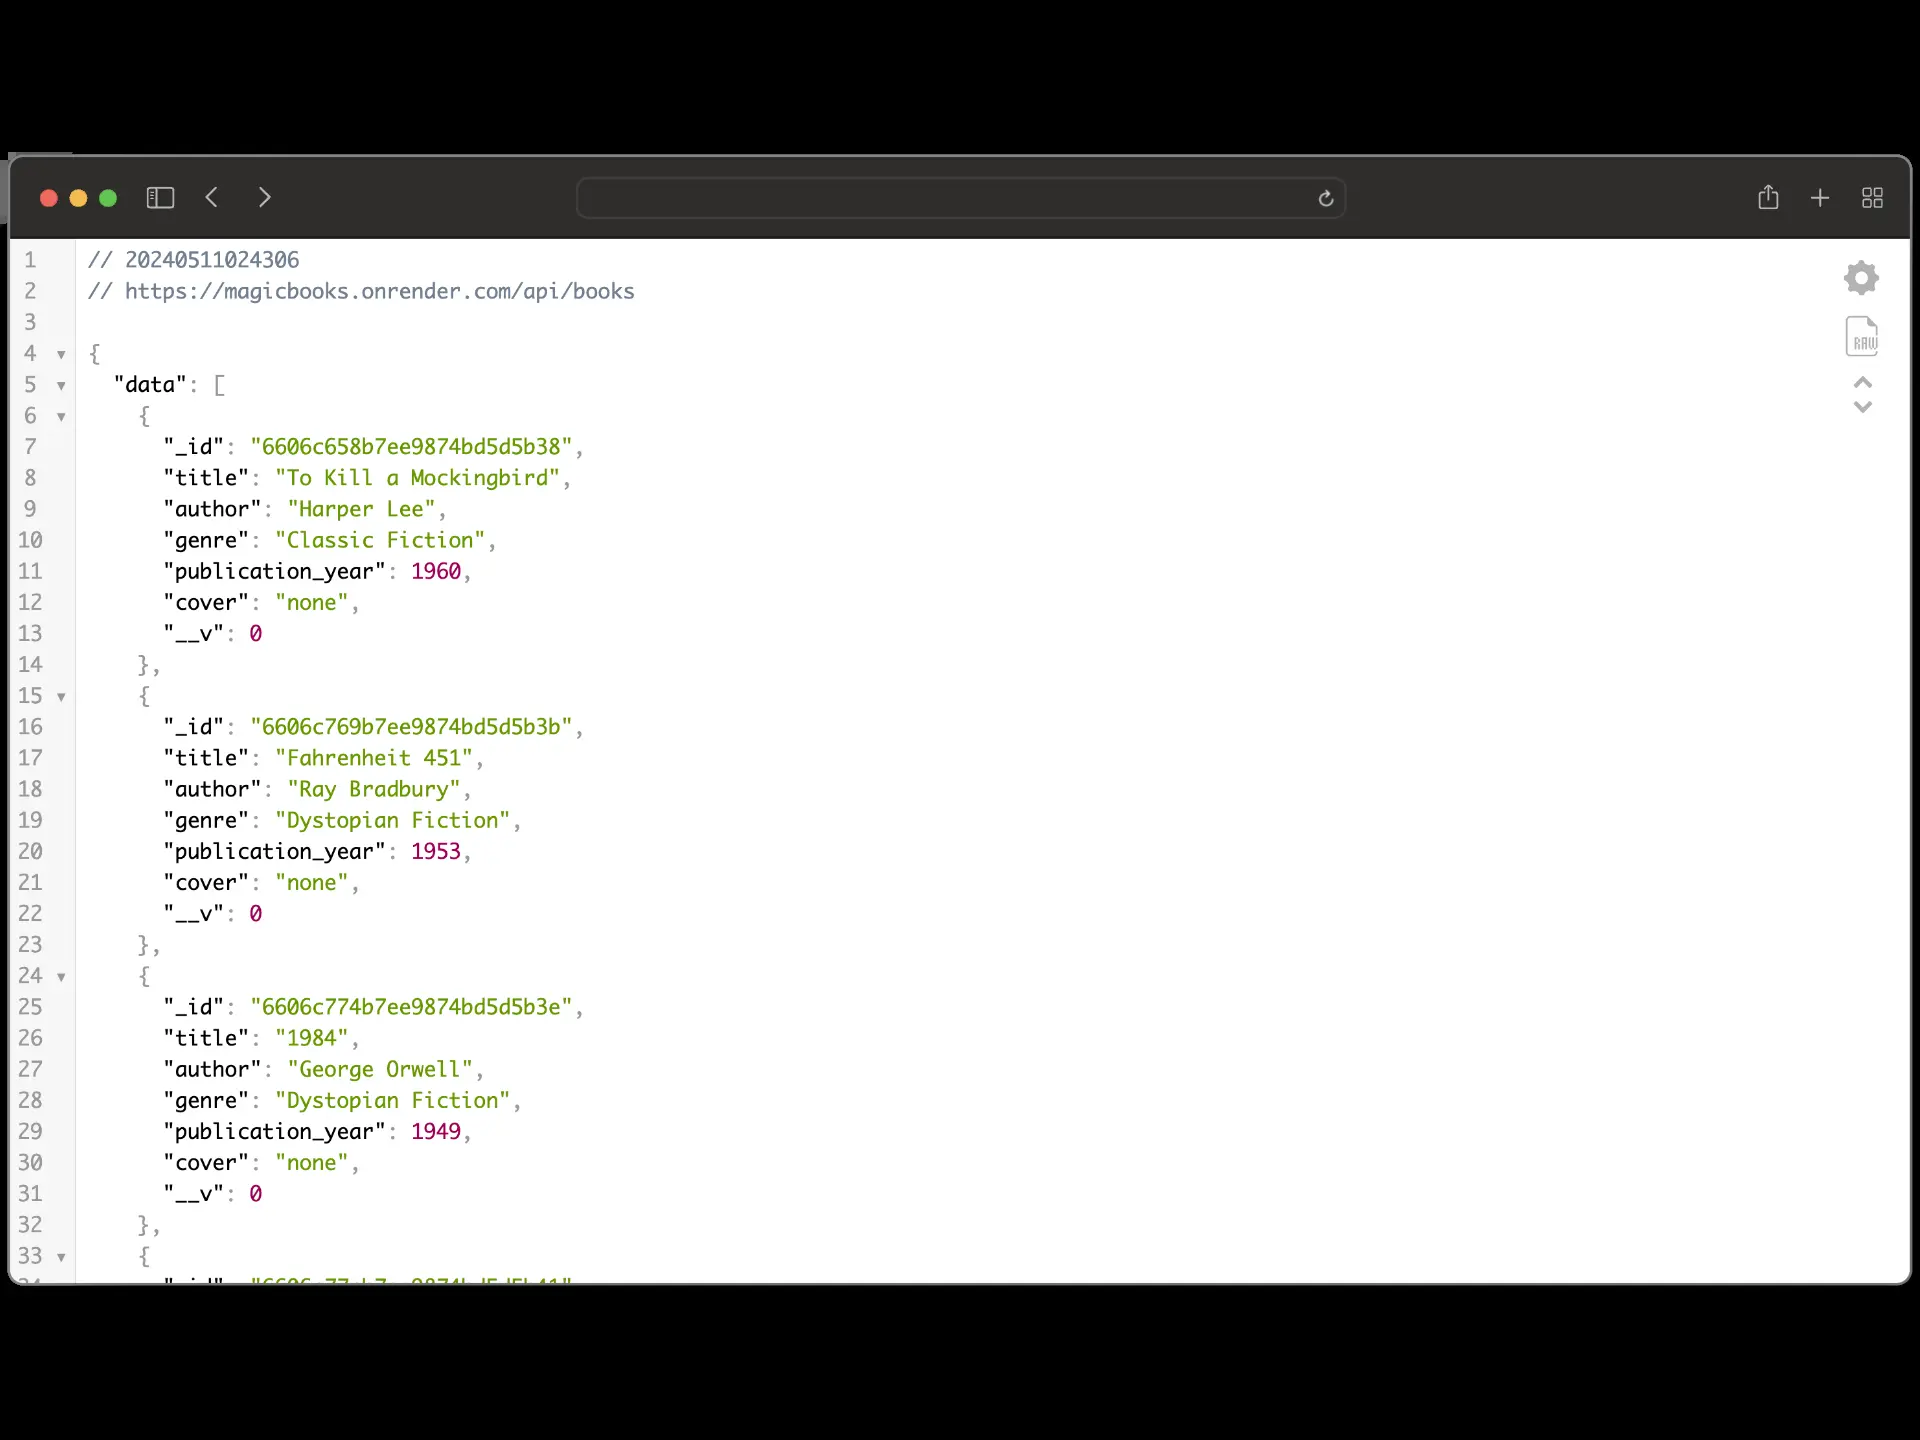 1 // 20240511024306
2 // https://magicbooks.onrender.com/api/books
3
4 {
5 "data": [
6 {
7 "_id": "6606c658b7ee9874bd5d5b38",
8 "title": "To Kill a Mockingbird",
9 "author": "Harper Lee",
10 "genre": "Classic Fiction",
11 "publication_year": 1960,
12 "cover": "none",
13 "__v": 0
14 },
15 {
16 "_id": "6606c769b7ee9874bd5d5b3b",
17 "title": "Fahrenheit 451",
18 "author": "Ray Bradbury",
19 "genre": "Dystopian Fiction",
20 "publication_year": 1953,
21 "cover": "none",
22 "__v": 0
23 },
24 {
25 "_id": "6606c774b7ee9874bd5d5b3e",
26 "title": "1984",
27 "author": "George Orwell",
28 "genre": "Dystopian Fiction",
29 "publication_year": 1949,
30 "cover": "none",
31 "__v": 0
32 },
33 {
RAW